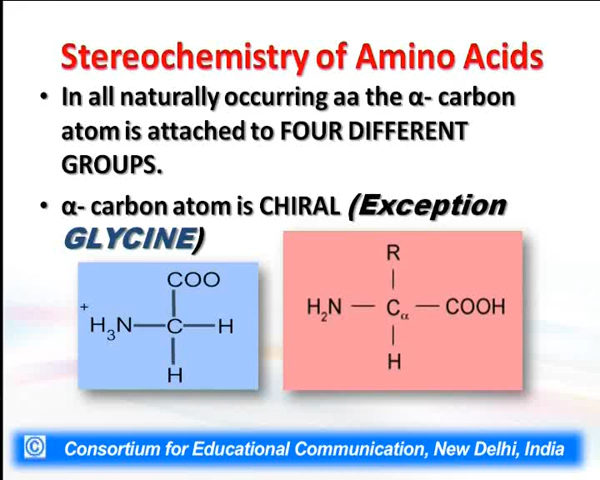 Stereochemistry of Amino Acids
• In all naturally occurring aa the α- carbon
atom is attached to FOUR DIFFERENT
GROUPS.
• α- carbon atom is CHIRAL (Exception
GLYCINE)
COO
+
H3N—C—H
H
R
H2N — Cα — COOH
H
© Consortium for Educational Communication, New Delhi, India